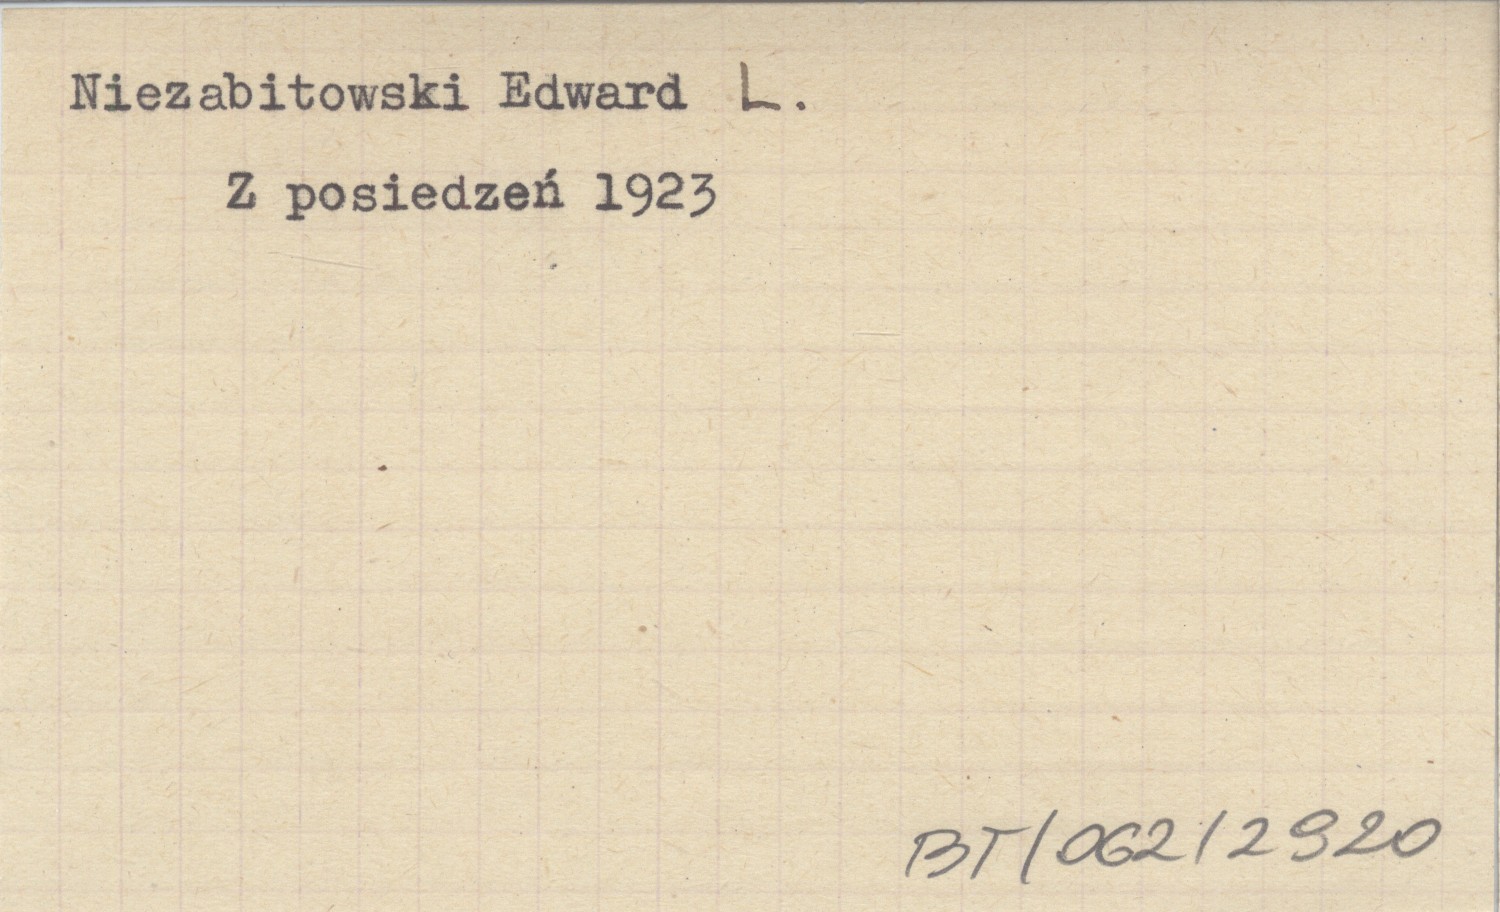 Niezabitowski Edward L.
Z posiedzeń 1923
BT/062/2920